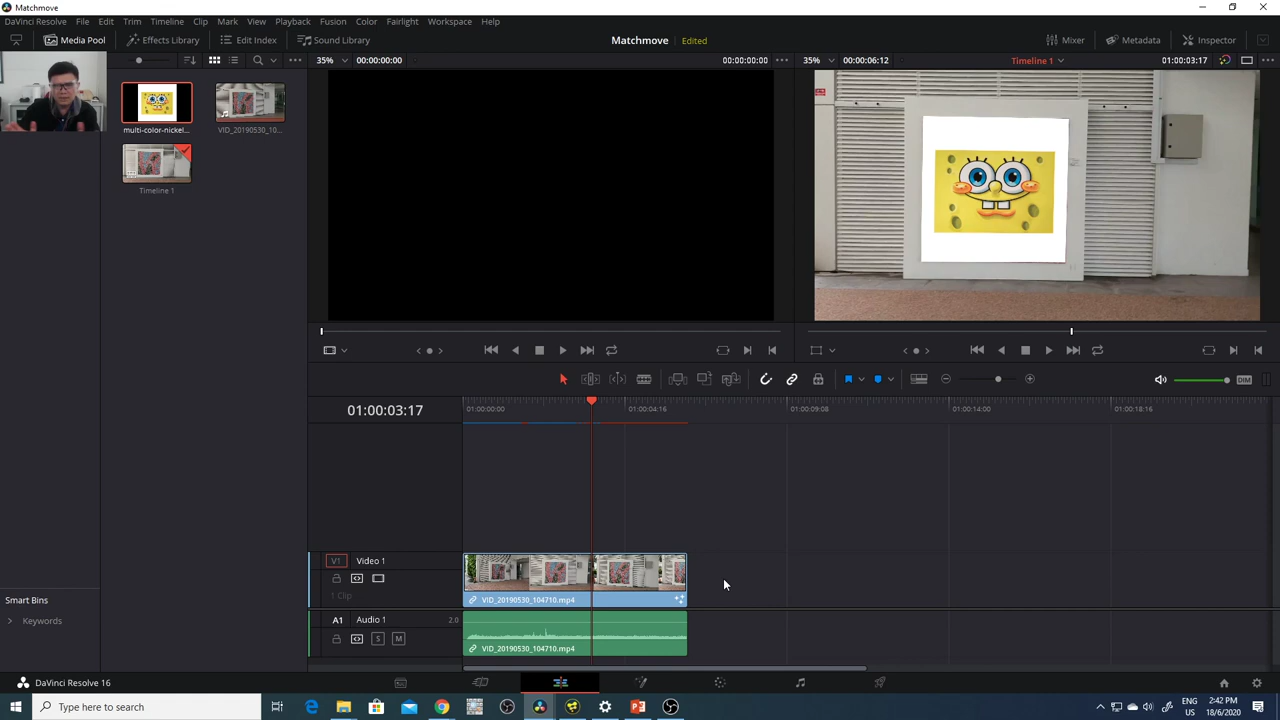 Matchmove
DaVinci Resolve File Edit Trim Timeline Clip Mark View Playback Fusion Color Fairlight Workspace Help
Media Pool Effects Library Edit Index Sound Library Matchmove Edited Mixer Metadata Inspector
35% 00:00:00:00 00:00:00:00 35% 00:00:06:12 Timeline 1 01:00:03:17
multi-color-nickel... VID_20190530_10...
Timeline 1
DIM
01:00:03:17 01:00:00:00 01:00:04:16 01:00:09:08 01:00:14:00 01:00:18:16
V1 Video 1
1 Clip
VID_20190530_104710.mp4
A1 Audio 1 2.0
S M
VID_20190530_104710.mp4
Smart Bins
Keywords
DaVinci Resolve 16
Type here to search
ENG
US
2:42 PM
18/6/2020